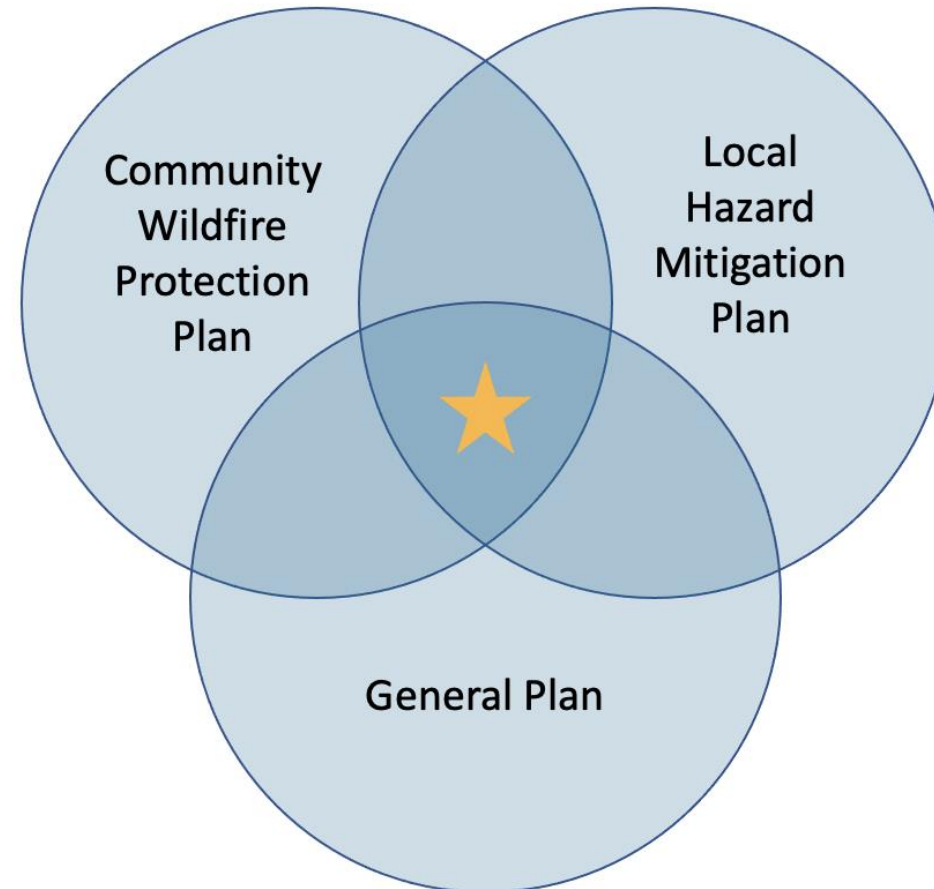 Community
Wildfire
Protection
Plan
Local
Hazard
Mitigation
Plan
General Plan